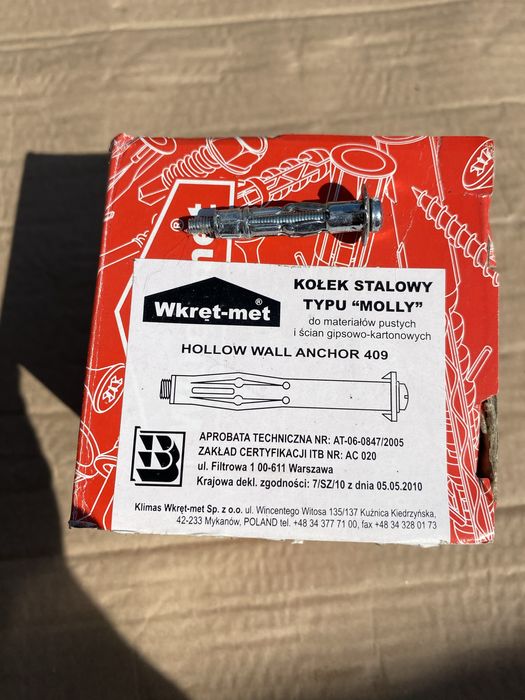 met
®
Wkręt-met ®
KOŁEK STALOWY
TYPU "MOLLY"
do materiałów pustych
i ścian gipsowo-kartonowych
HOLLOW WALL ANCHOR 409
B
APROBATA TECHNICZNA NR: AT-06-0847/2005
ZAKŁAD CERTYFIKACJI ITB NR: AC 020
ul. Filtrowa 1 00-611 Warszawa
Krajowa dekl. zgodności: 7/SZ/10 z dnia 05.05.2010
Klimas Wkręt-met Sp. z o.o. ul. Wincentego Witosa 135/137 Kuźnica Kiedrzyńska,
42-233 Mykanów, POLAND tel. +48 34 377 71 00, fax +48 34 328 01 73